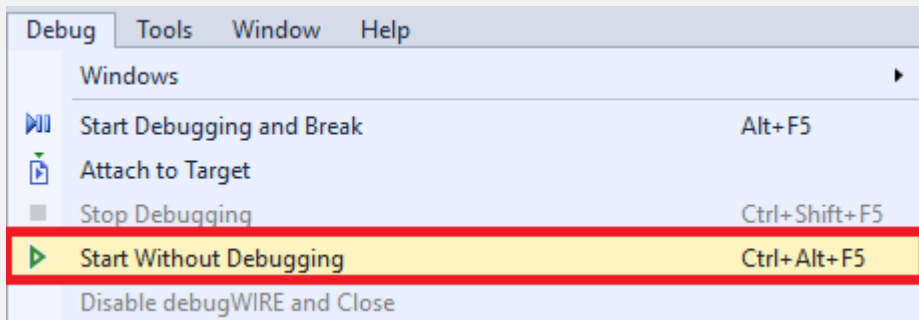 Debug Tools Window Help
Windows
Start Debugging and Break Alt+F5
Attach to Target
Stop Debugging Ctrl+Shift+F5
Start Without Debugging Ctrl+Alt+F5
Disable debugWIRE and Close